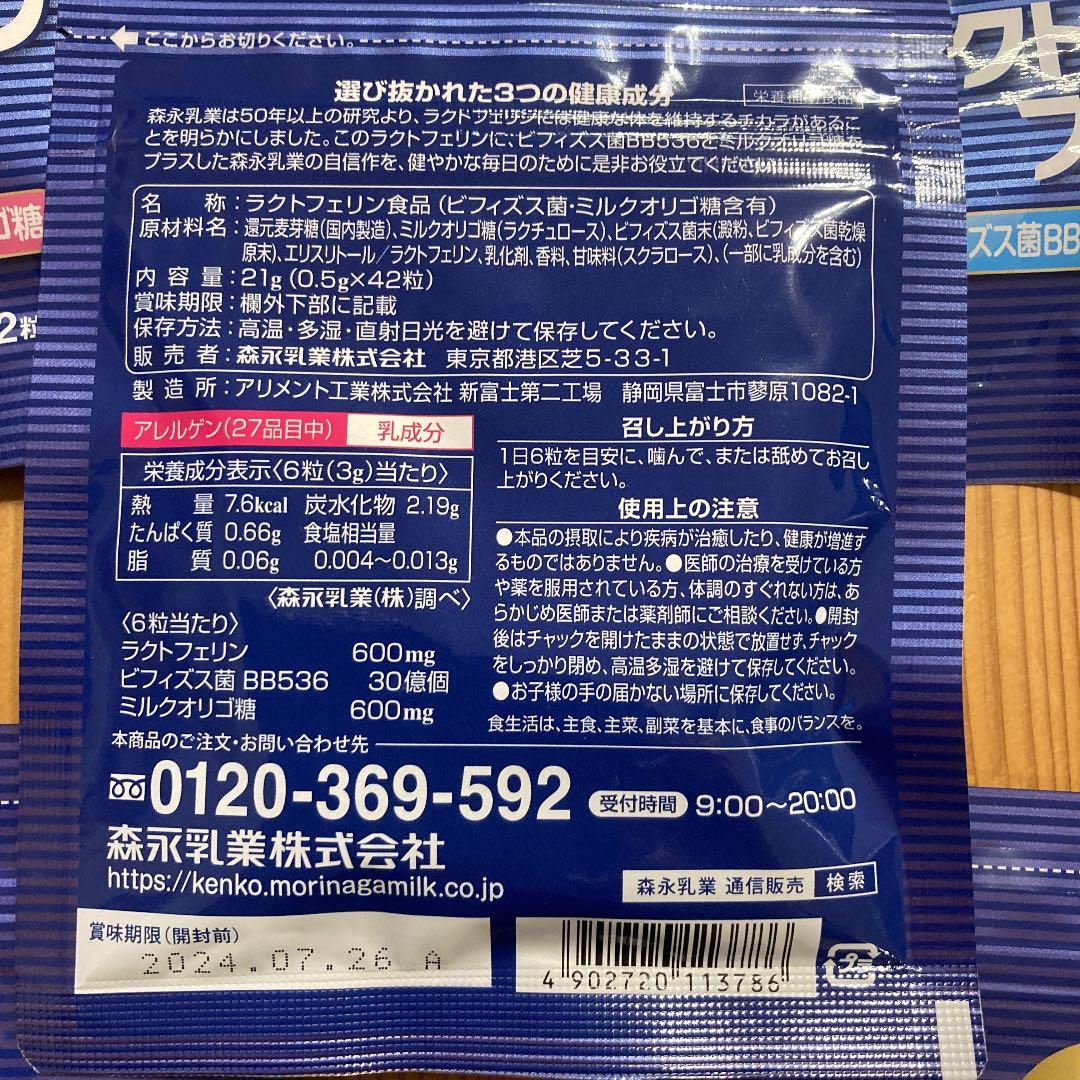 ここからお切りください。
選び抜かれた3つの健康成分
栄養補助食品
森永乳業は50年以上の研究より、ラクトフェリンには健康な体を維持するチカラがあるこ
とを明らかにしました。このラクトフェリンに、ビフィズス菌BB536とミルクオリゴ糖を
プラスした森永乳業の自信作を、健やかな毎日のために是非お役立てください。
名 称:ラクトフェリン食品(ビフィズス菌・ミルクオリゴ糖含有)
原材料名:還元麦芽糖(国内製造)、ミルクオリゴ糖(ラクチュロース)、ビフィズス菌末(澱粉、ビフィズス菌乾燥
原末)、エリスリトール/ラクトフェリン、乳化剤、香料、甘味料(スクラロース)、(一部に乳成分を含む)
内 容 量:21g(0.5g×42粒)
賞味期限:欄外下部に記載
保存方法:高温・多湿・直射日光を避けて保存してください。
販 売 者:森永乳業株式会社 東京都港区芝5-33-1
製 造 所:アリメント工業株式会社 新富士第二工場 静岡県富士市蓼原1082-1
アレルゲン(27品目中) 乳成分
栄養成分表示〈6粒(3g)当たり〉
熱 量 7.6kcal 炭水化物 2.19g
たんぱく質 0.66g 食塩相当量
脂 質 0.06g 0.004〜0.013g
〈森永乳業(株)調べ〉
〈6粒当たり〉
ラクトフェリン 600mg
ビフィズス菌 BB536 30億個
ミルクオリゴ糖 600mg
召し上がり方
1日6粒を目安に、噛んで、または舐めてお召し
上がりください。
使用上の注意
●本品の摂取により疾病が治癒したり、健康が増進す
るものではありません。●医師の治療を受けている方
や薬を服用されている方、体調のすぐれない方は、あ
らかじめ医師または薬剤師にご相談ください。●開封
後はチャックを開けたままの状態で放置せず、チャック
をしっかり閉め、高温多湿を避けて保存してください。
●お子様の手の届かない場所に保存してください。
食生活は、主食、主菜、副菜を基本に、食事のバランスを。
本商品のご注文・お問い合わせ先
0120-369-592 受付時間 9:00〜20:00
森永乳業株式会社
https://kenko.morinagamilk.co.jp
森永乳業 通信販売 検索
賞味期限(開封前)
2024.07.26 A
4 902720 113786
プラ
ゴ糖
2粒
クト
ズス菌BB